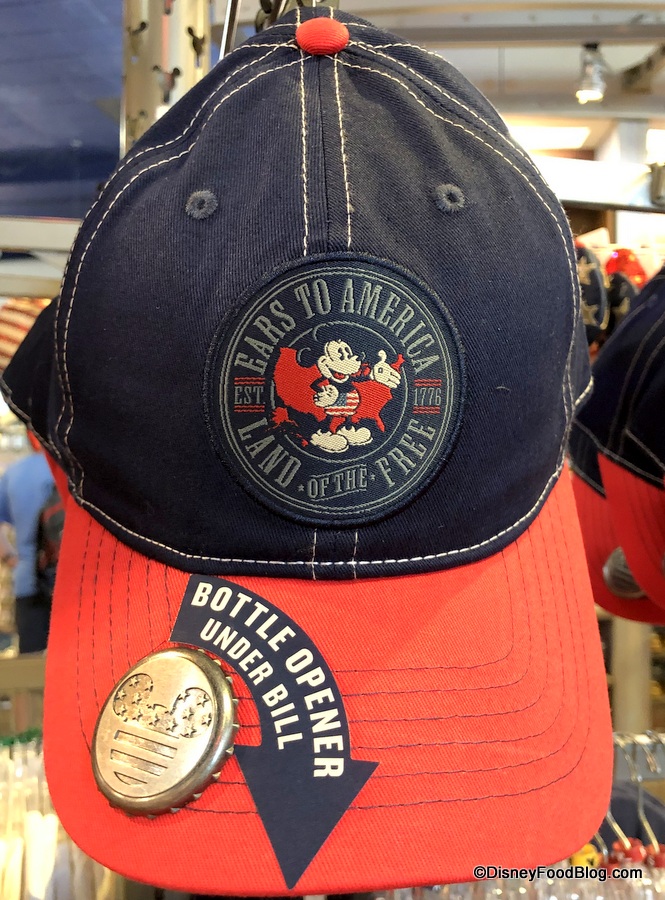 EARS TO AMERICA
EST 1776
LAND
OF THE
FREE
BOTTLE OPENER
UNDER BILL
©DisneyFoodBlog.com